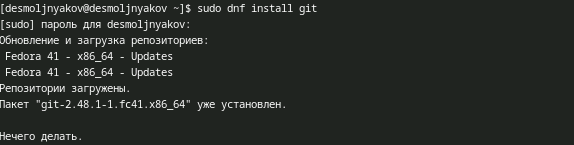 [desmoljnyakov@desmoljnyakov ~]$ sudo dnf install git
[sudo] пароль для desmoljnyakov:
Обновление и загрузка репозиториев:
Fedora 41 - x86_64 - Updates
Fedora 41 - x86_64 - Updates
Репозитории загружены.
Пакет "git-2.48.1-1.fc41.x86_64" уже установлен.
Нечего делать.